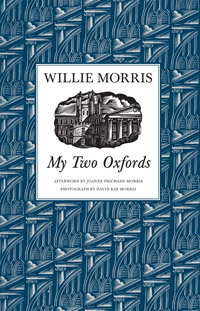 WILLIE MORRIS
My Two Oxfords
AFTERWORD BY JOANNE PRICHARD MORRIS
PHOTOGRAPH BY DAVID RAE MORRIS